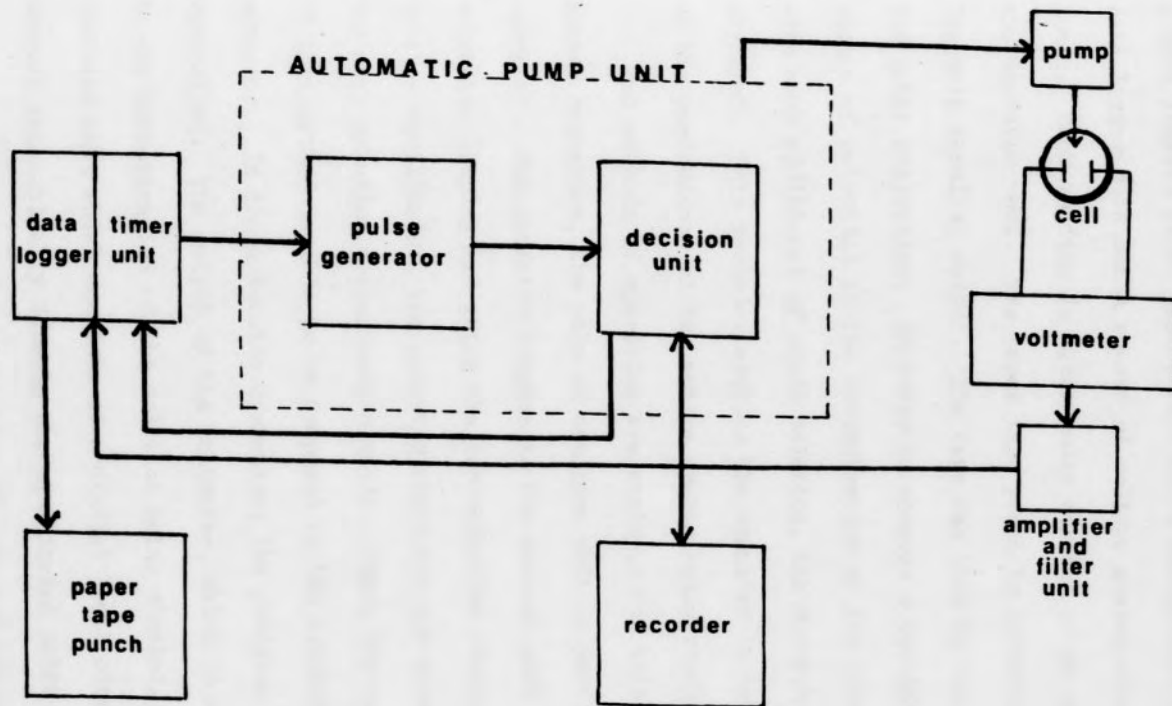 AUTOMATIC PUMP UNIT
pump
cell
data
logger
timer
unit
pulse
generator
decision
unit
voltmeter
amplifier
and
filter
unit
paper
tape
punch
recorder